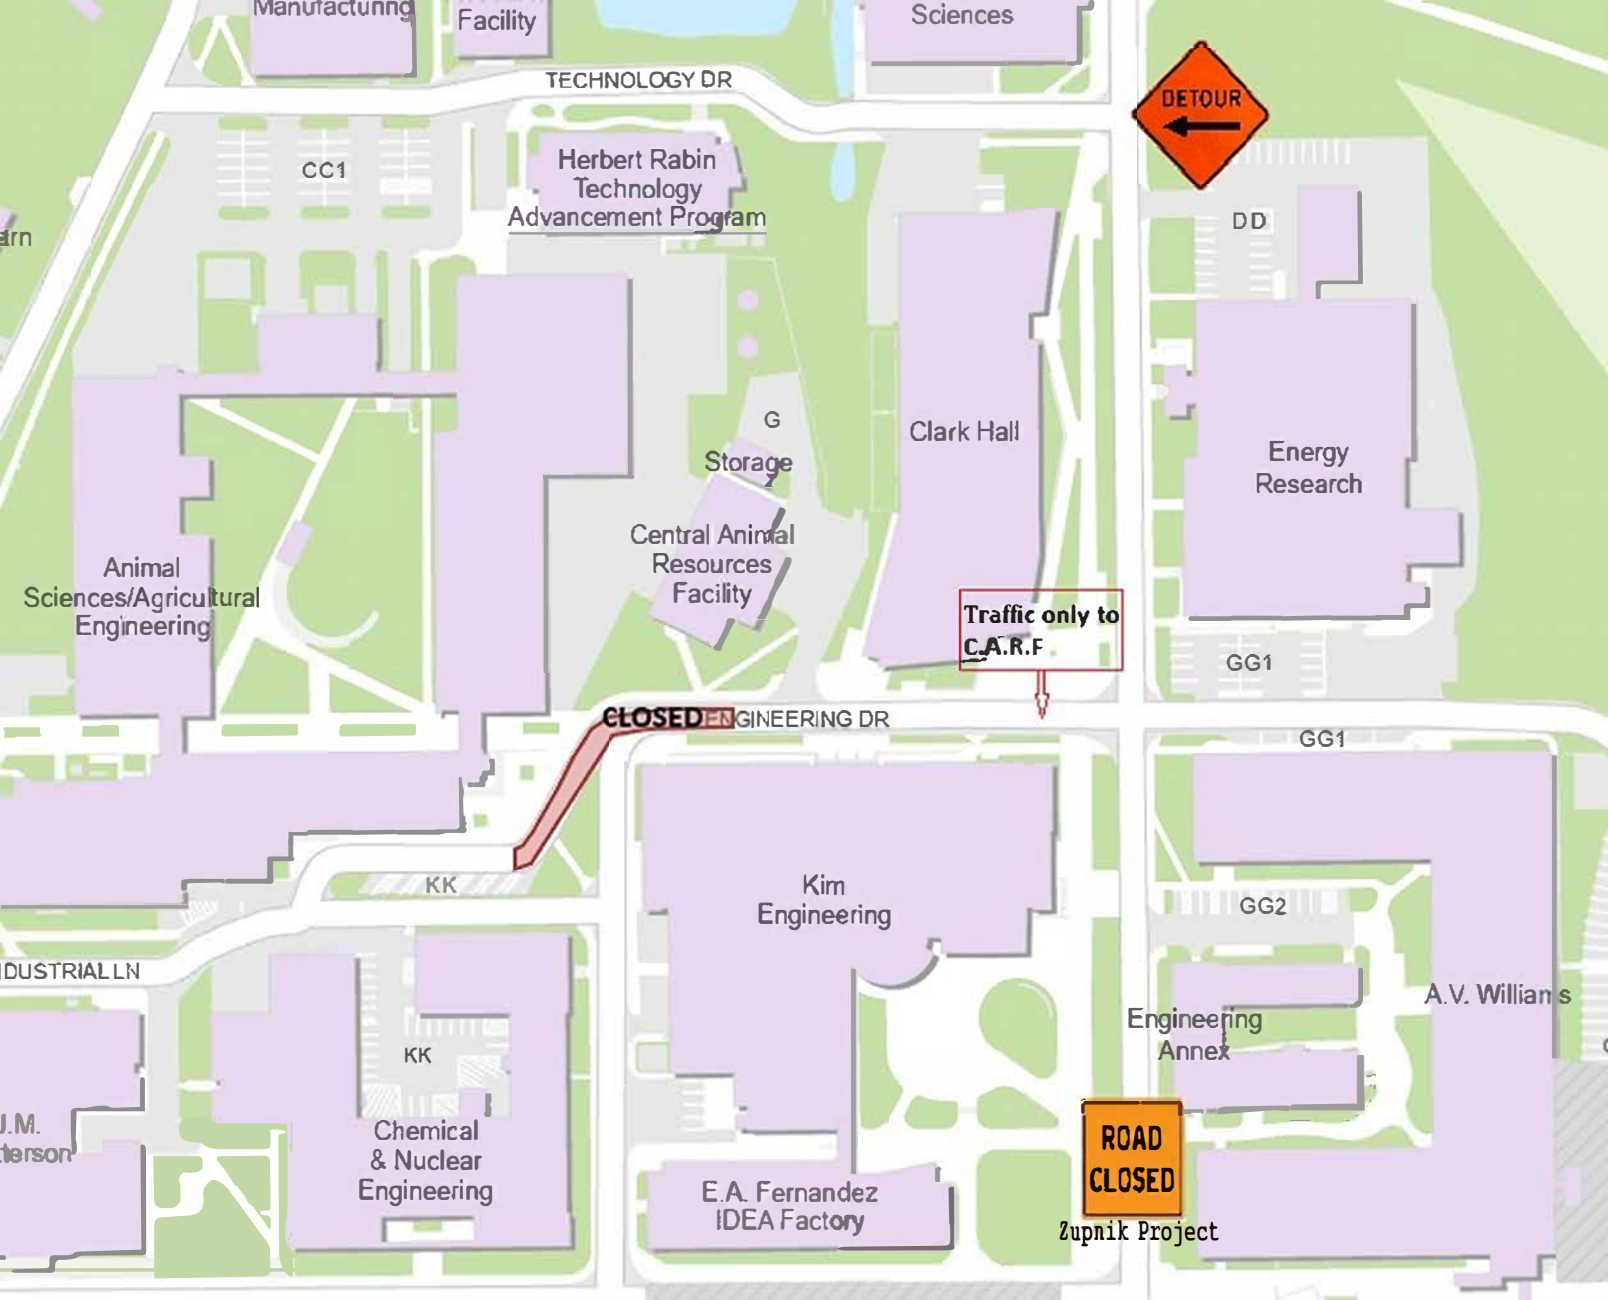 Manufacturing
Facility
Sciences
TECHNOLOGY DR
DETOUR
CC1
Herbert Rabin
Technology
Advancement Program
DD
G
Storage
Clark Hall
Energy
Research
Central Animal
Resources
Facility
Animal
Sciences/Agricultural
Engineering
Traffic only to
C.A.R.F
GG1
CLOSED ENGINEERING DR
GG1
KK
Kim
Engineering
GG2
NDUSTRIAL LN
A.V. Williams
Engineering
Annex
KK
J.M.
tterson
Chemical
& Nuclear
Engineering
ROAD
CLOSED
E.A. Fernandez
IDEA Factory
Zupnik Project